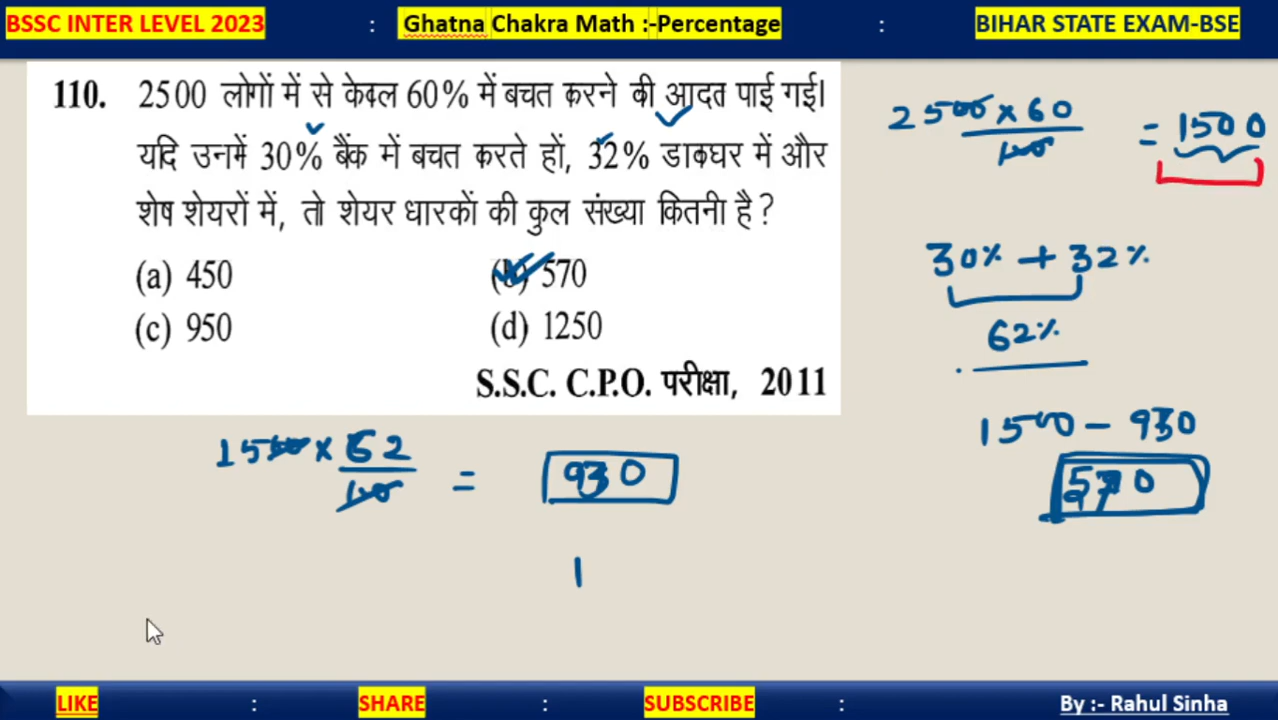 BSSC INTER LEVEL 2023 : Ghatna Chakra Math :-Percentage : BIHAR STATE EXAM-BSE
110. 2500 लोगों में से केवल 60% में बचत करने की आदत पाई गई।
यदि उनमें 30% बैंक में बचत करते हों, 32% डाकघर में और
शेष शेयरों में, तो शेयर धारकों की कुल संख्या कितनी है?
(a) 450 (b) 570
(c) 950 (d) 1250
S.S.C. C.P.O. परीक्षा, 2011
2500 × 60
100
= 1500
30% + 32%
62%
1500 - 930
570
1500 × 62
100
= 930
1
LIKE : SHARE : SUBSCRIBE : By :- Rahul Sinha